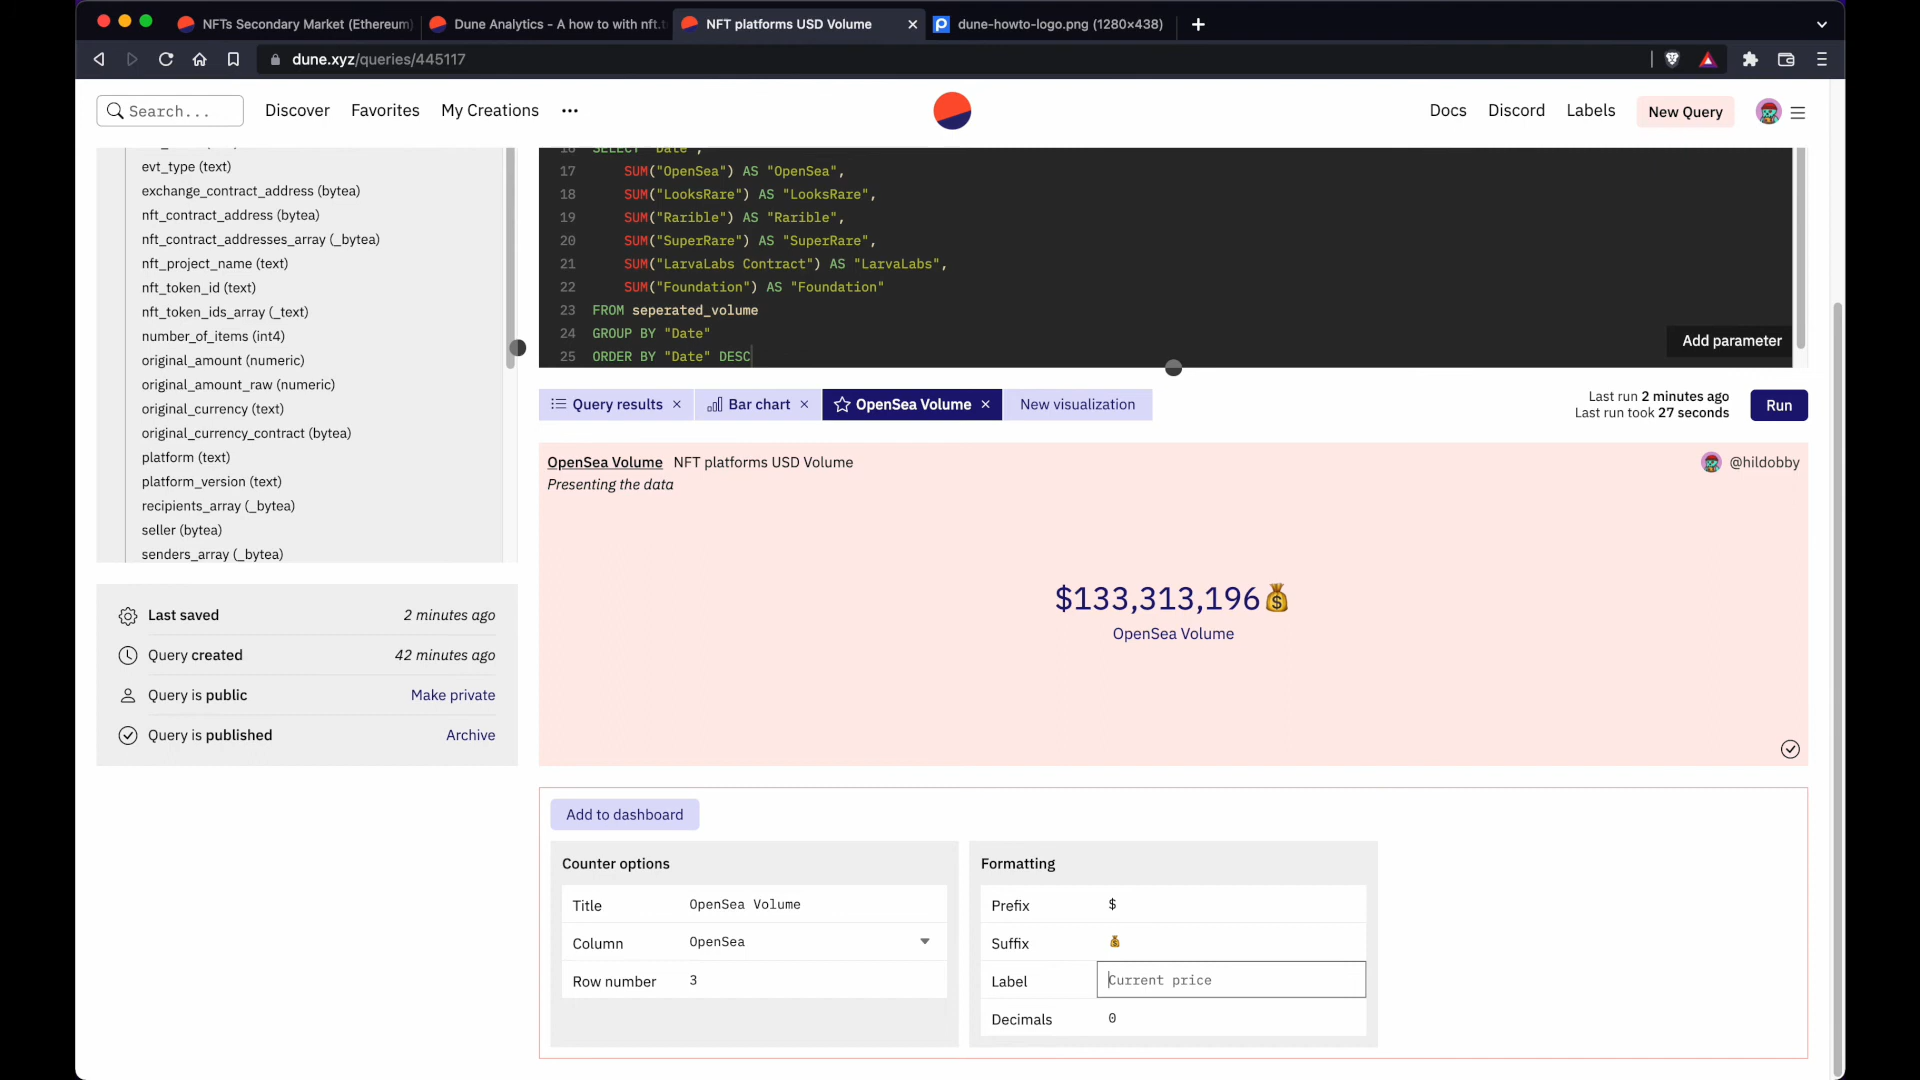 NFTs Secondary Market (Ethereum)
Dune Analytics - A how to with nft.t
NFT platforms USD Volume
dune-howto-logo.png (1280×438)
dune.xyz/queries/445117
Search...
Discover
Favorites
My Creations
Docs
Discord
Labels
New Query
evt_type (text)
exchange_contract_address (bytea)
nft_contract_address (bytea)
nft_contract_addresses_array (_bytea)
nft_project_name (text)
nft_token_id (text)
nft_token_ids_array (_text)
number_of_items (int4)
original_amount (numeric)
original_amount_raw (numeric)
original_currency (text)
original_currency_contract (bytea)
platform (text)
platform_version (text)
recipients_array (_bytea)
seller (bytea)
senders_array (_bytea)
16 SELECT "Date",
17 SUM("OpenSea") AS "OpenSea",
18 SUM("LooksRare") AS "LooksRare",
19 SUM("Rarible") AS "Rarible",
20 SUM("SuperRare") AS "SuperRare",
21 SUM("LarvaLabs Contract") AS "LarvaLabs",
22 SUM("Foundation") AS "Foundation"
23 FROM seperated_volume
24 GROUP BY "Date"
25 ORDER BY "Date" DESC
Add parameter
Query results
Bar chart
OpenSea Volume
New visualization
Last run 2 minutes ago
Last run took 27 seconds
Run
OpenSea Volume NFT platforms USD Volume
@hildobby
Presenting the data
$133,313,196💰
OpenSea Volume
Last saved 2 minutes ago
Query created 42 minutes ago
Query is public Make private
Query is published Archive
Add to dashboard
Counter options
Title OpenSea Volume
Column OpenSea
Row number 3
Formatting
Prefix $
Suffix 💰
Label Current price
Decimals 0